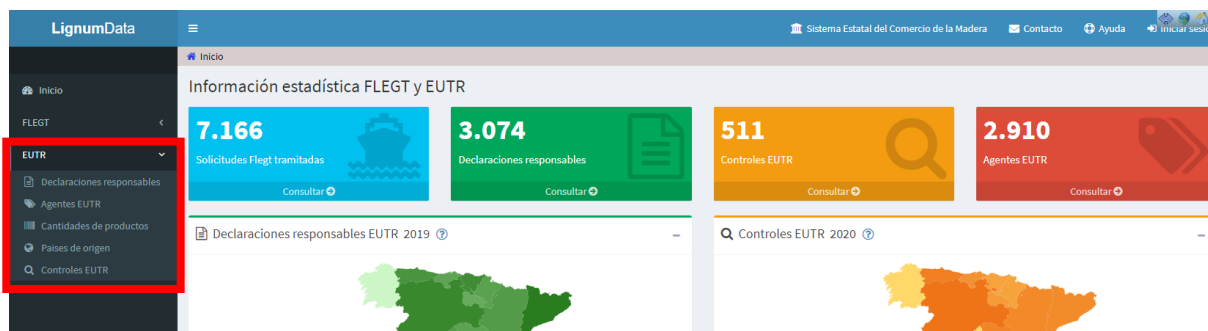 LignumData
Sistema Estatal del Comercio de la Madera
Contacto
Ayuda
Iniciar sesió
Inicio
Inicio
FLEGT
EUTR
Declaraciones responsables
Agentes EUTR
Cantidades de productos
Paises de origen
Controles EUTR
Información estadística FLEGT y EUTR
7.166
Solicitudes Flegt tramitadas
Consultar
3.074
Declaraciones responsables
Consultar
511
Controles EUTR
Consultar
2.910
Agentes EUTR
Consultar
Declaraciones responsables EUTR 2019
Controles EUTR 2020